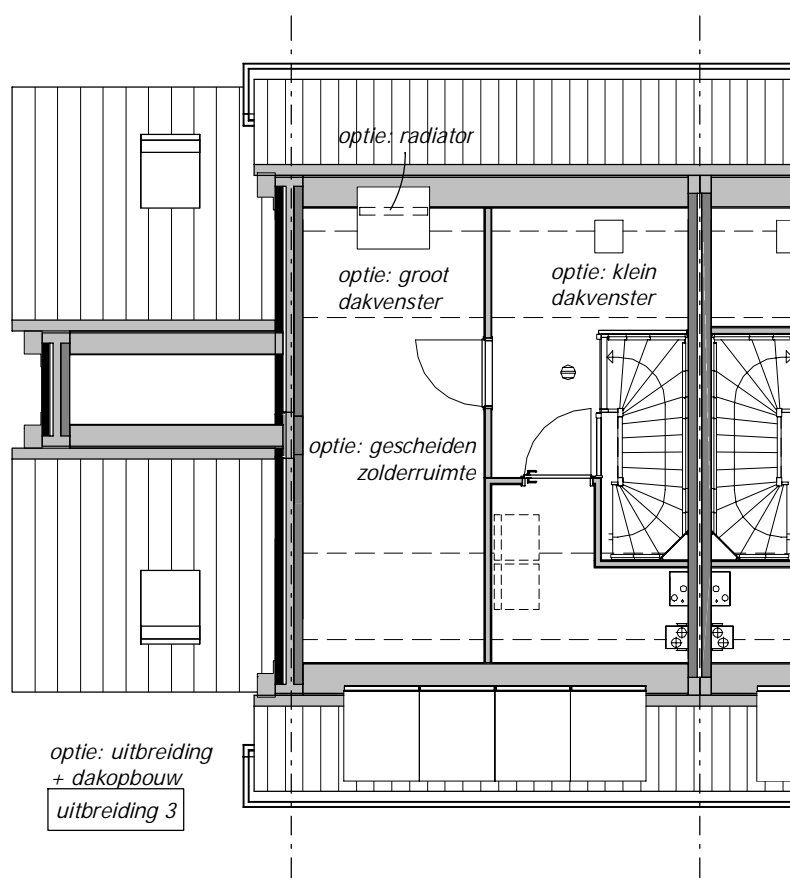 optie: radiator
optie: groot
dakvenster
optie: klein
dakvenster
optie: gescheiden
zolderruimte
optie: uitbreiding
+ dakopbouw
uitbreiding 3